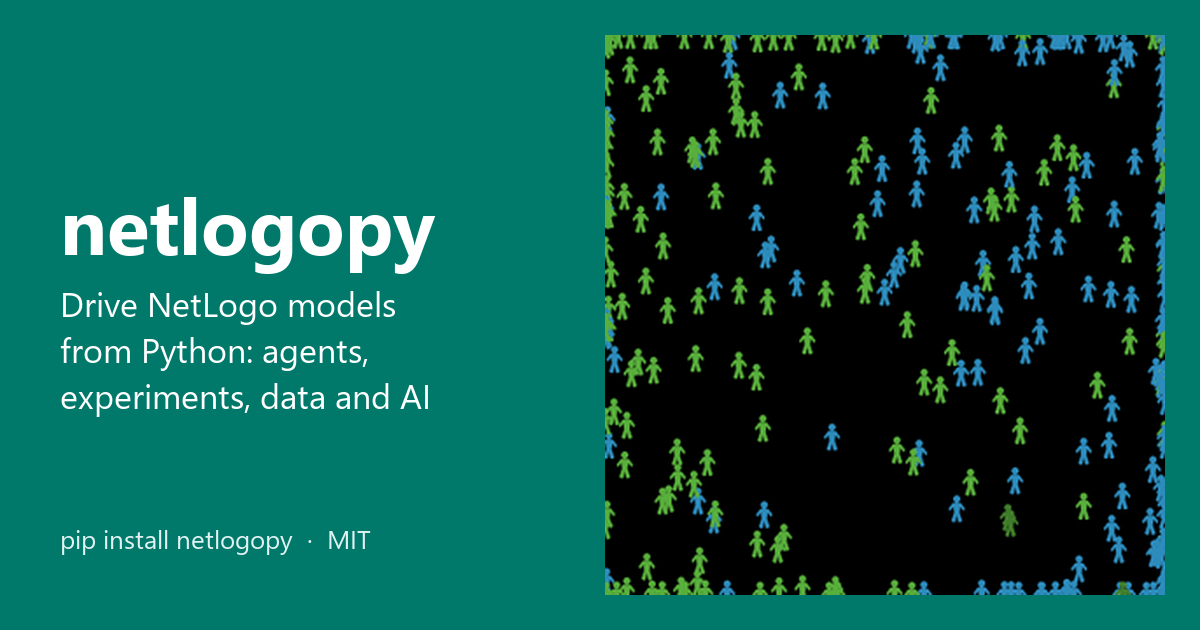 netlogopy
Drive NetLogo models
from Python: agents,
experiments, data and AI
pip install netlogopy · MIT